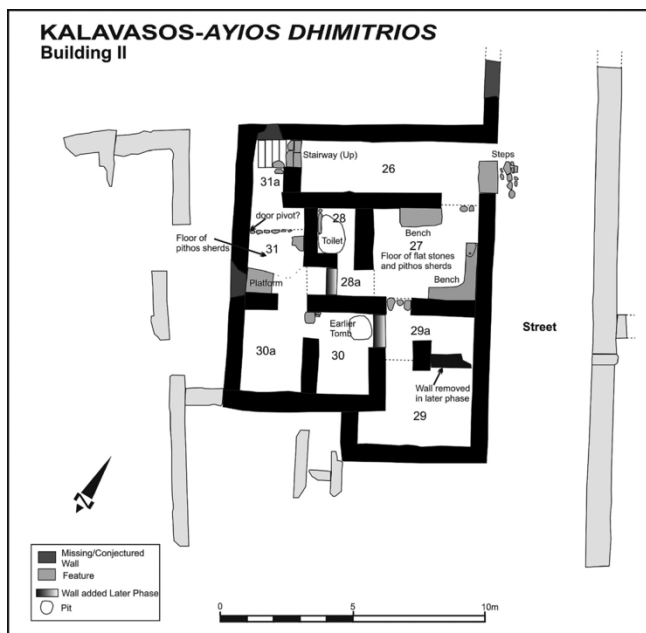 KALAVASOS-AYIOS DHIMITRIOS
Building II
Stairway (Up)
26
Steps
31a
door pivot?
28
Bench
Floor of
pithos sherds
31
Toilet
27
Floor of flat stones
and pithos sherds
Platform
28a
Bench
Earlier
Tomb
29a
Street
30a
30
Wall removed
in later phase
29
N
Missing/Conjectured
Wall
Feature
Wall added Later Phase
Pit
0
5
10m